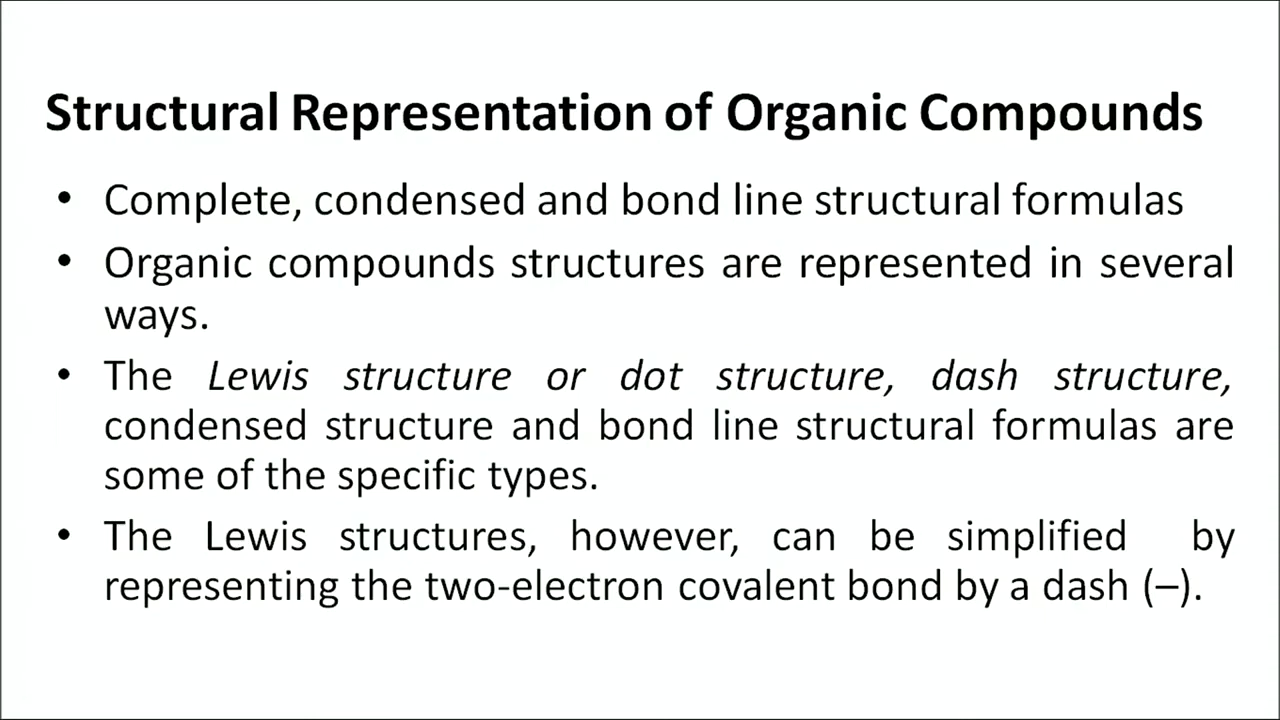 Structural Representation of Organic Compounds
• Complete, condensed and bond line structural formulas
• Organic compounds structures are represented in several
ways.
• The Lewis structure or dot structure, dash structure,
condensed structure and bond line structural formulas are
some of the specific types.
• The Lewis structures, however, can be simplified by
representing the two-electron covalent bond by a dash (–).